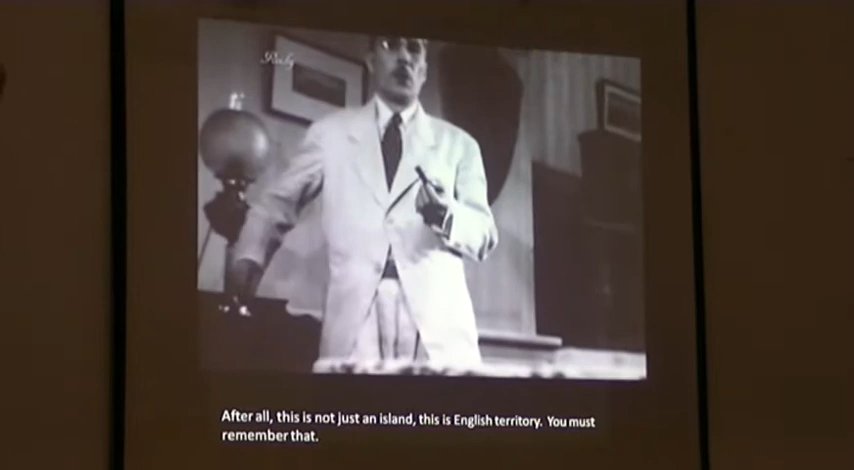 After all, this is not just an island, this is English territory. You must
remember that.